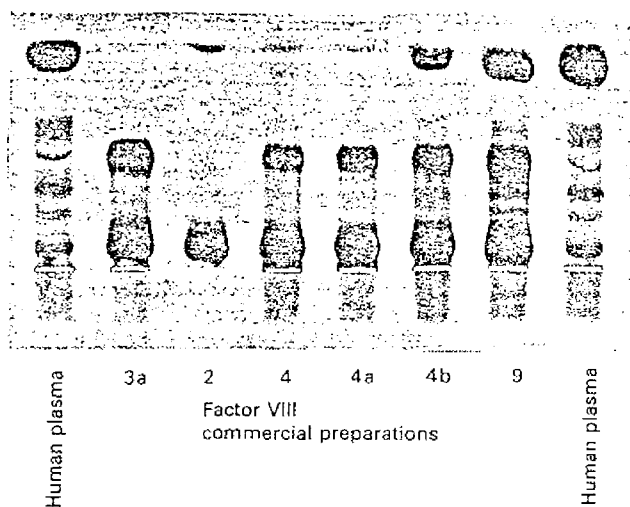 Human plasma
3a
2
4
4a
4b
9
Human plasma
Factor VIII
commercial preparations